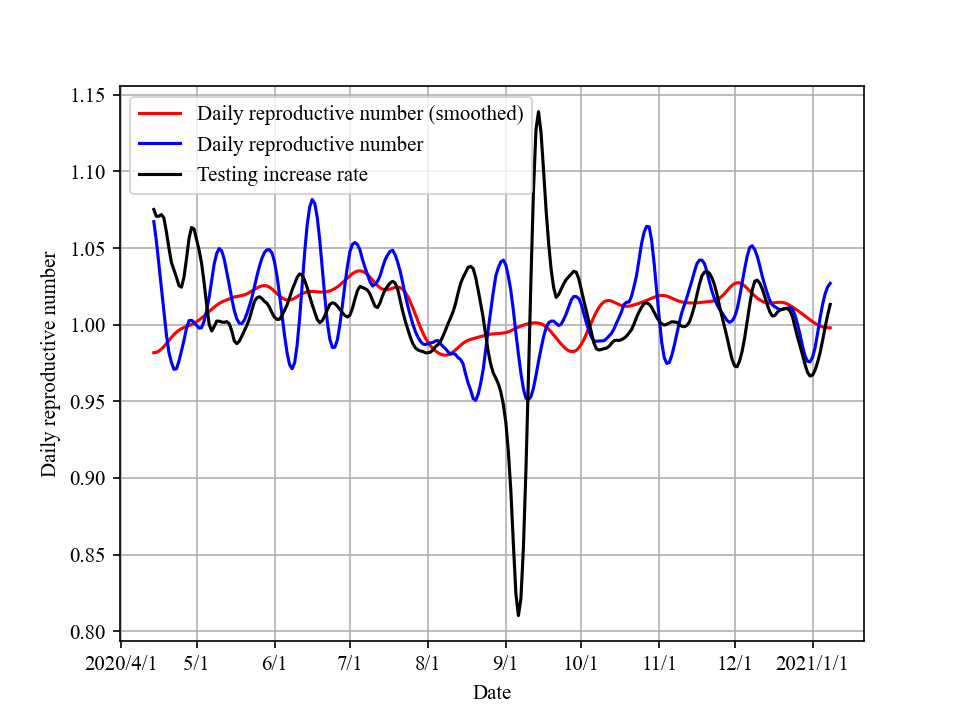 1.15
1.10
1.05
1.00
0.95
0.90
0.85
0.80
Daily reproductive number
Daily reproductive number (smoothed)
Daily reproductive number
Testing increase rate
2020/4/1 5/1 6/1 7/1 8/1 9/1 10/1 11/1 12/1 2021/1/1
Date